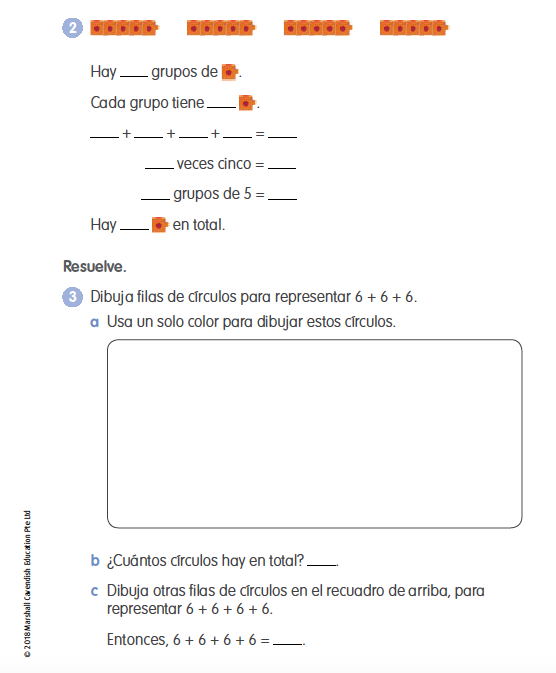 2
Hay ____ grupos de .
Cada grupo tiene ____ .
____ + ____ + ____ + ____ = ____
____ veces cinco = ____
____ grupos de 5 = ____
Hay ____ en total.
Resuelve.
3 Dibuja filas de círculos para representar 6 + 6 + 6.
a Usa un solo color para dibujar estos círculos.
b ¿Cuántos círculos hay en total? ____.
c Dibuja otras filas de círculos en el recuadro de arriba, para
representar 6 + 6 + 6 + 6.
Entonces, 6 + 6 + 6 + 6 = ____.
© 2018 Marshall Cavendish Education Pte Ltd